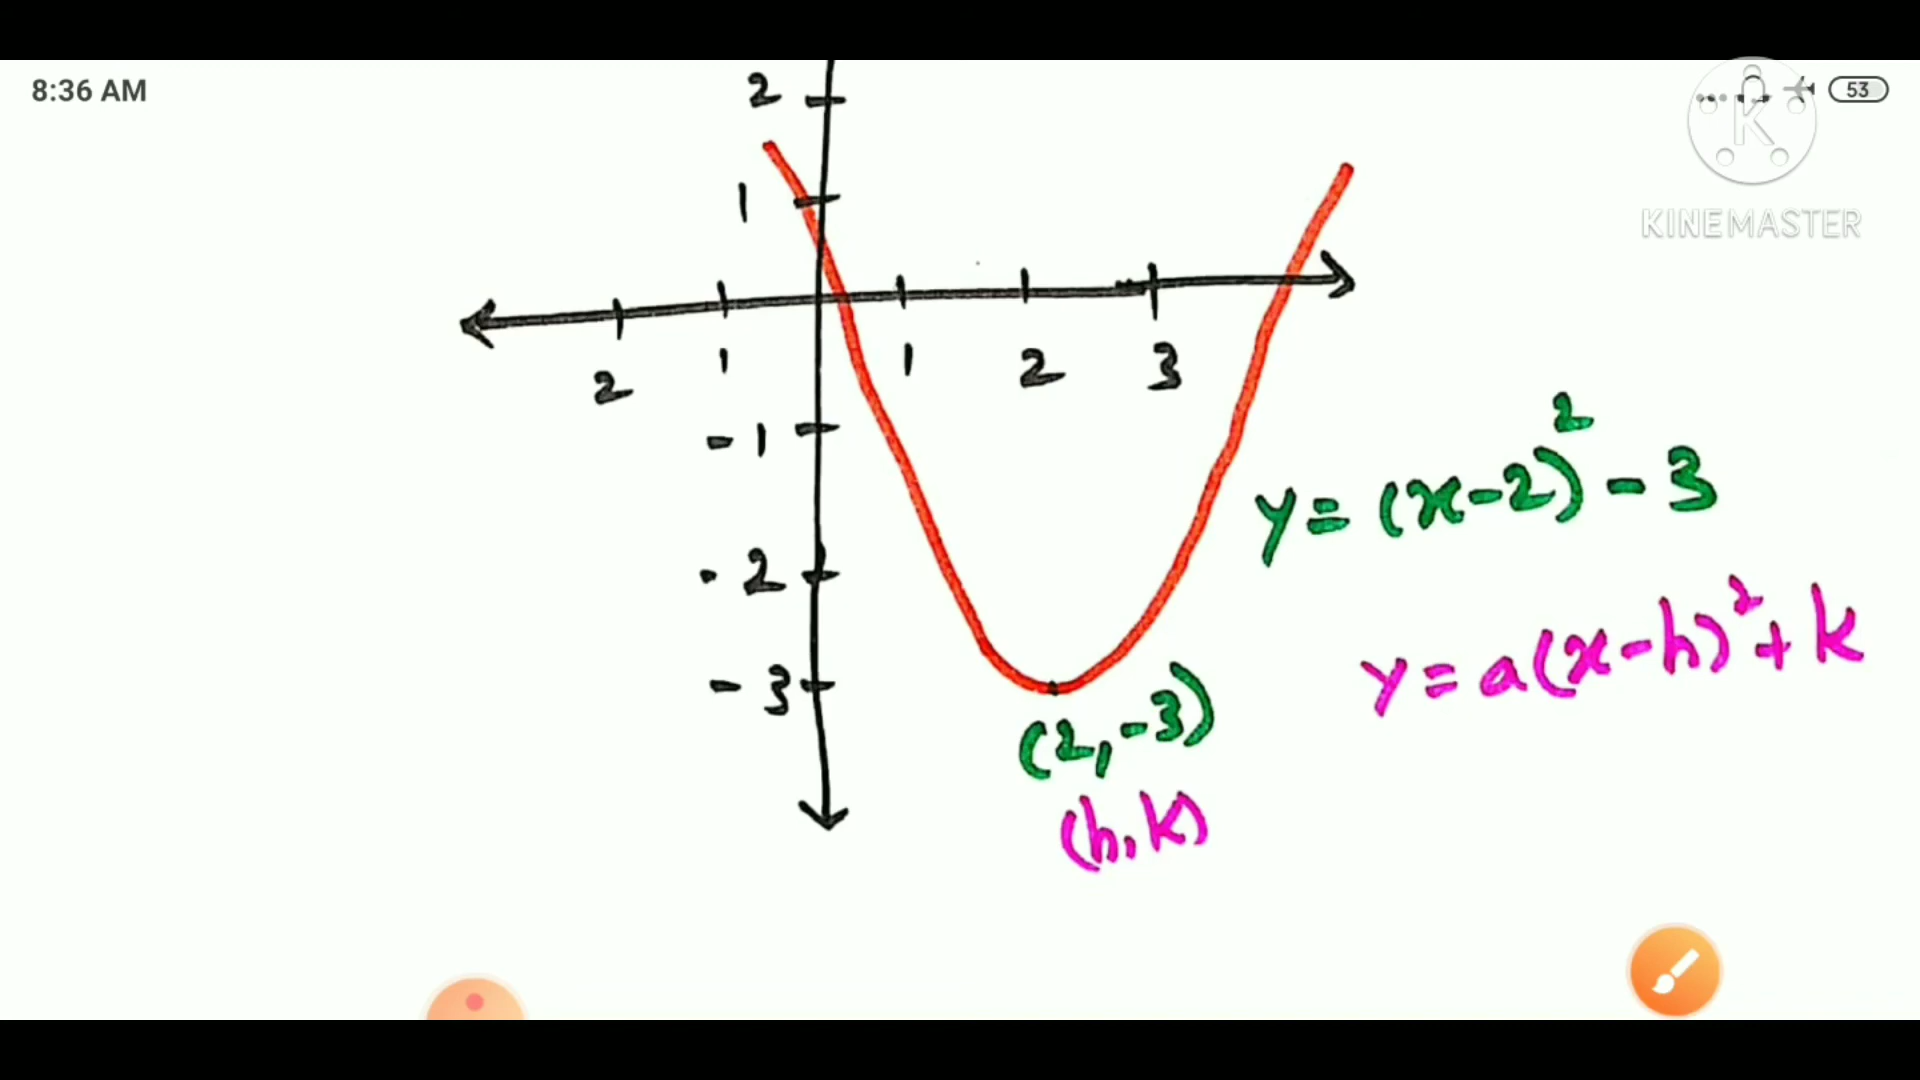 8:36 AM
53
K
KINEMASTER
2
1
2 1 1 2 3
-1
-2
-3
y = (x-2)² - 3
y = a(x-h)² + k
(2,-3)
(h,k)